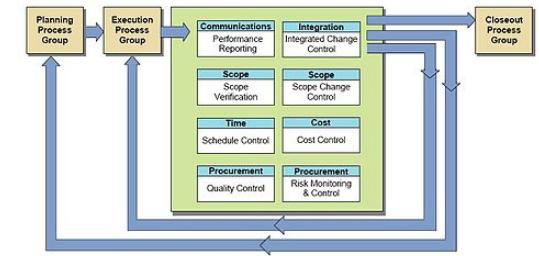 Planning
Process
Group
Execution
Process
Group
Communications
Performance
Reporting
Integration
Integrated Change
Control
Closeout
Process
Group
Scope
Scope
Verification
Scope
Scope Change
Control
Time
Schedule Control
Cost
Cost Control
Procurement
Quality Control
Procurement
Risk Monitoring
& Control